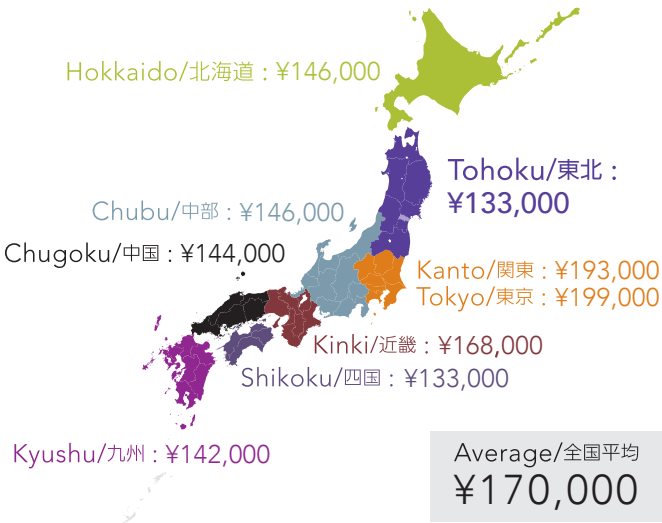 Hokkaido/北海道 : ¥146,000
Tohoku/東北 :
¥133,000
Chubu/中部 : ¥146,000
Chugoku/中国 : ¥144,000
Kanto/関東 : ¥193,000
Tokyo/東京 : ¥199,000
Kinki/近畿 : ¥168,000
Shikoku/四国 : ¥133,000
Kyushu/九州 : ¥142,000
Average/全国平均
¥170,000